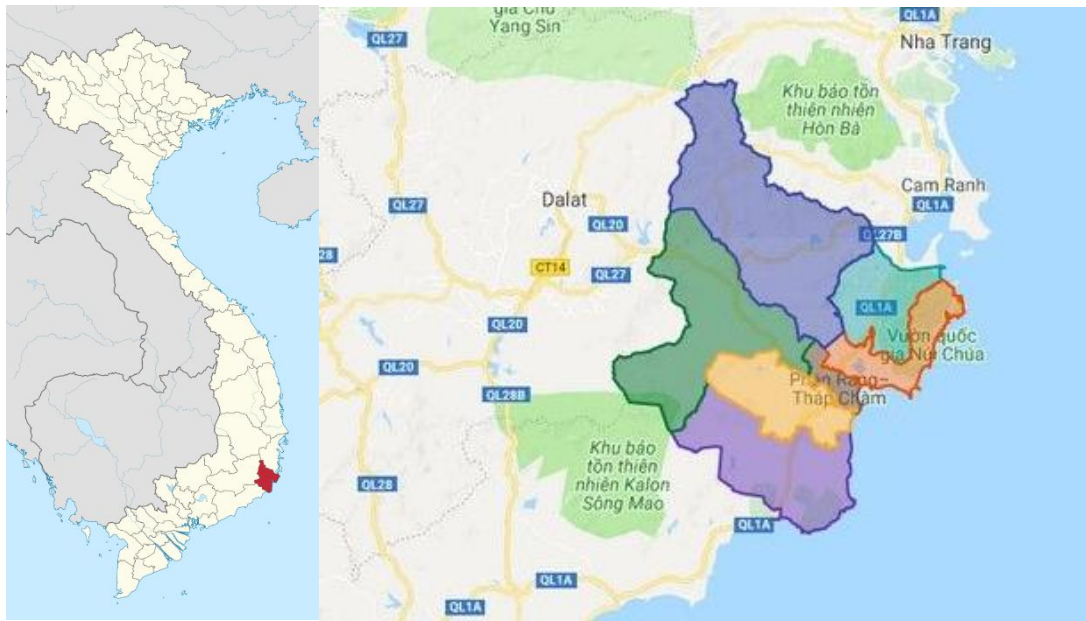 gia Chư
Yang Sin
QL1A
QL27
Nha Trang
Khu bảo tồn
thiên nhiên
Hòn Bà
Cam Ranh
QL1A
Dalat
QL27
QL20
QL27B
28
CT14
QL27
QL1A
QL20
Vườn quốc
gia Núi Chúa
QL20
Phan Rang–
Tháp Chàm
QL28B
Khu bảo
tồn thiên
nhiên Kalon
Sông Mao
QL28
QL1A
QL1A
QL1A